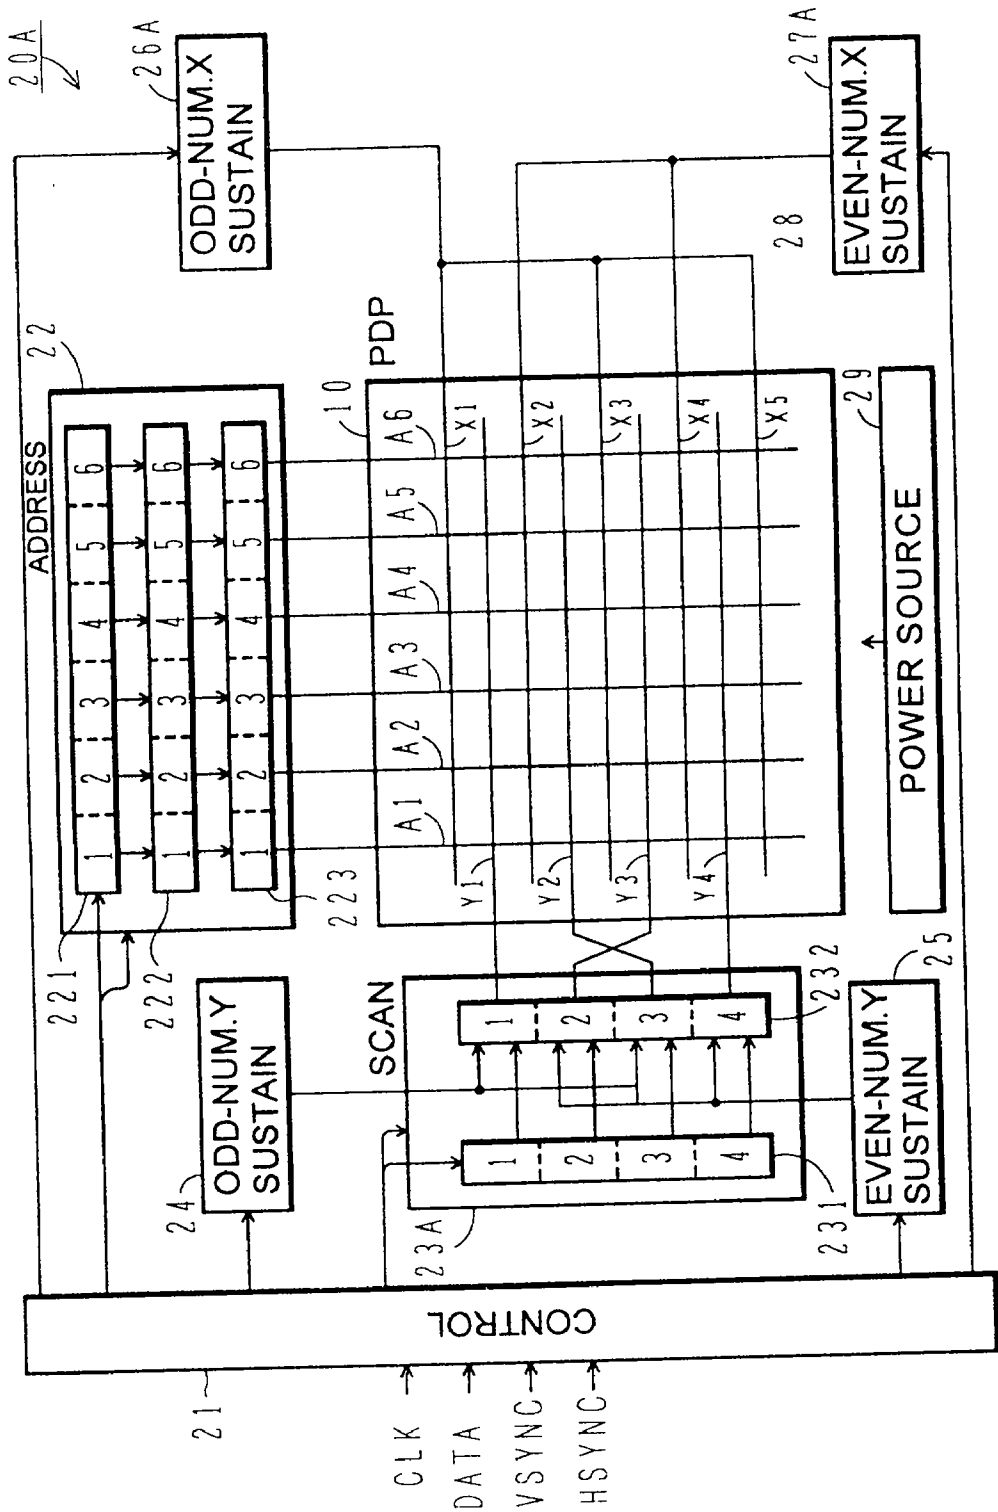 20A
ODD-NUM.X
SUSTAIN
26A
EVEN-NUM.X
SUSTAIN
27A
28
ADDRESS
22
1 2 3 4 5 6
1 2 3 4 5 6
1 2 3 4 5 6
221
222
223
PDP
10
A1
A2
A3
A4
A5
A6
X1
X2
X3
X4
X5
Y1
Y2
Y3
Y4
POWER SOURCE
29
ODD-NUM.Y
SUSTAIN
24
SCAN
1
2
3
4
1
2
3
4
232
231
23A
EVEN-NUM.Y
SUSTAIN
25
CONTROL
21
CLK
DATA
VSYNC
HSYNC